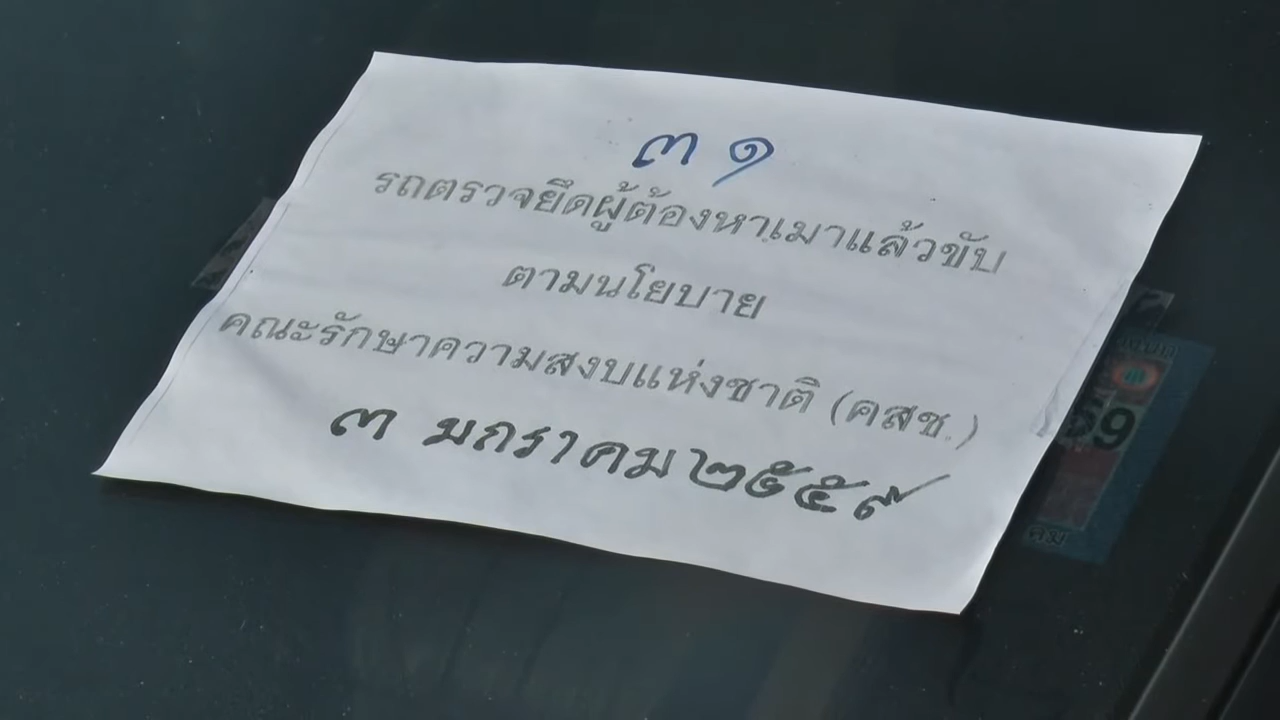 ๓ ๑
รถตรวจยึดผู้ต้องหาเมาแล้วขับ
ตามนโยบาย
คณะรักษาความสงบแห่งชาติ (คสช.)
๓ มกราคม ๒๕๕๙
59